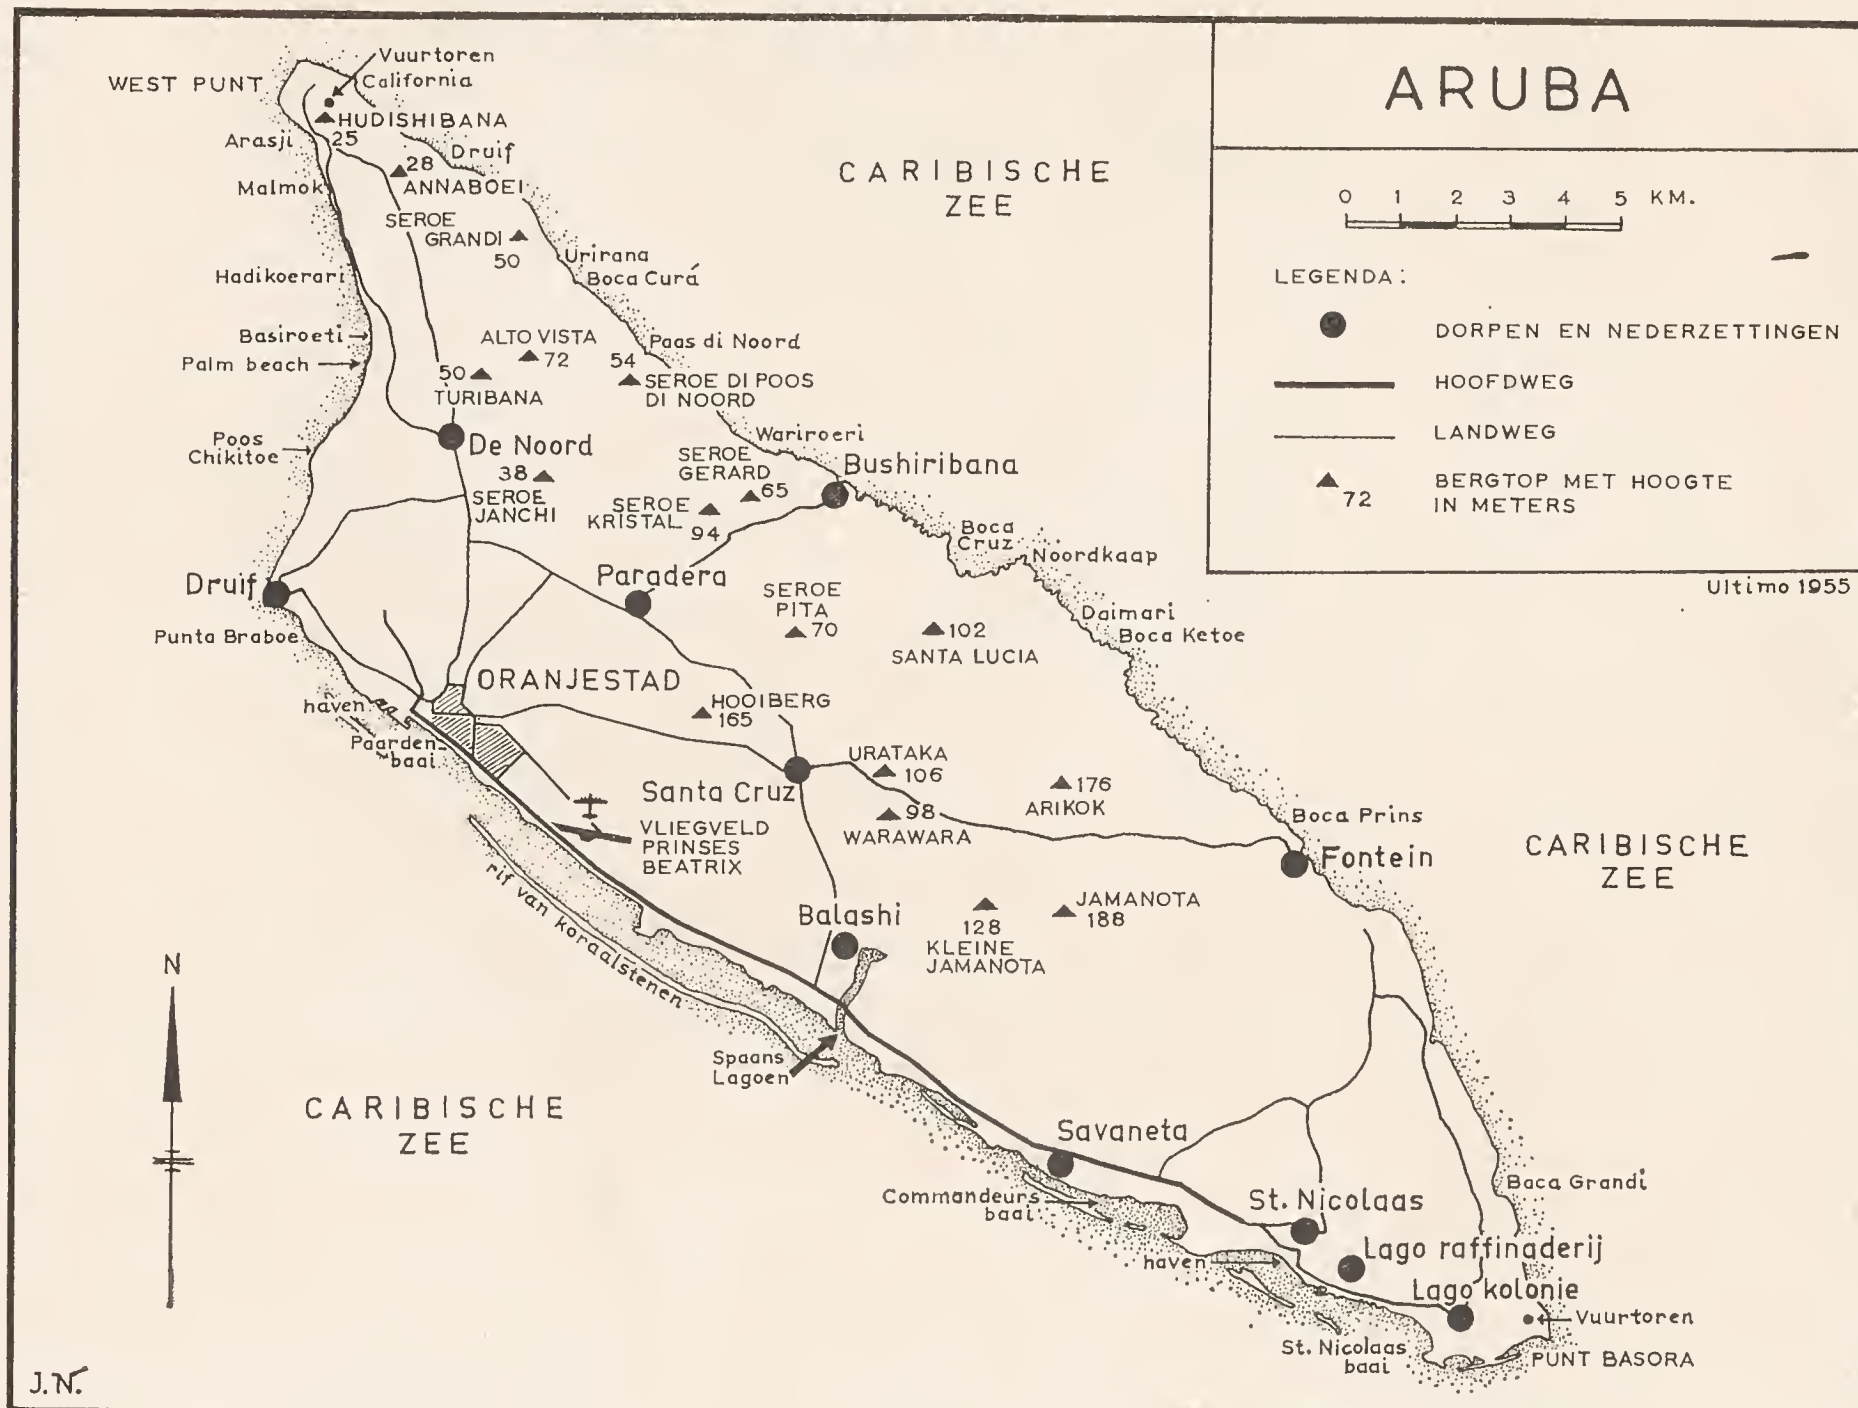 ARUBA
0 1 2 3 4 5 KM.
LEGENDA:
DORPEN EN NEDERZETTINGEN
HOOFDWEG
LANDWEG
72
BERGTOP MET HOOGTE
IN METERS
Ultimo 1955
WEST PUNT
Vuurtoren
California
HUDISHIBANA
25
Arasji
Druif
28
ANNABOEI
Malmok
SEROE
GRANDI
50
Urirana
Boca Curá
Hadikoerari
CARIBISCHE
ZEE
Basiroeti
Palm beach
ALTO VISTA
72
Paas di Noord
54
SEROE DI POOS
DI NOORD
50
TURIBANA
De Noord
Poos
Chikitoe
38
SEROE
JANCHI
Wariroeri
SEROE
GERARD
65
Bushiribana
SEROE
KRISTAL
94
Boca
Cruz
Noordkaap
Druif
Paradera
SEROE
PITA
70
102
SANTA LUCIA
Daimari
Boca Ketoe
Punta Braboe
ORANJESTAD
haven
Paarden
baai
HOOIBERG
165
Santa Cruz
URATAKA
106
98
WARAWARA
176
ARIKOK
Boca Prins
Fontein
CARIBISCHE
ZEE
VLIEGVELD
PRINSES
BEATRIX
rif van koraalstenen
Balashi
128
KLEINE
JAMANOTA
JAMANOTA
188
N
Spaans
Lagoen
CARIBISCHE
ZEE
Savaneta
Commandeurs
baai
Baca Grandi
St. Nicolaas
haven
Lago raffinaderij
Lago kolonie
Vuurtoren
St. Nicolaas
baai
PUNT BASORA
J.N.